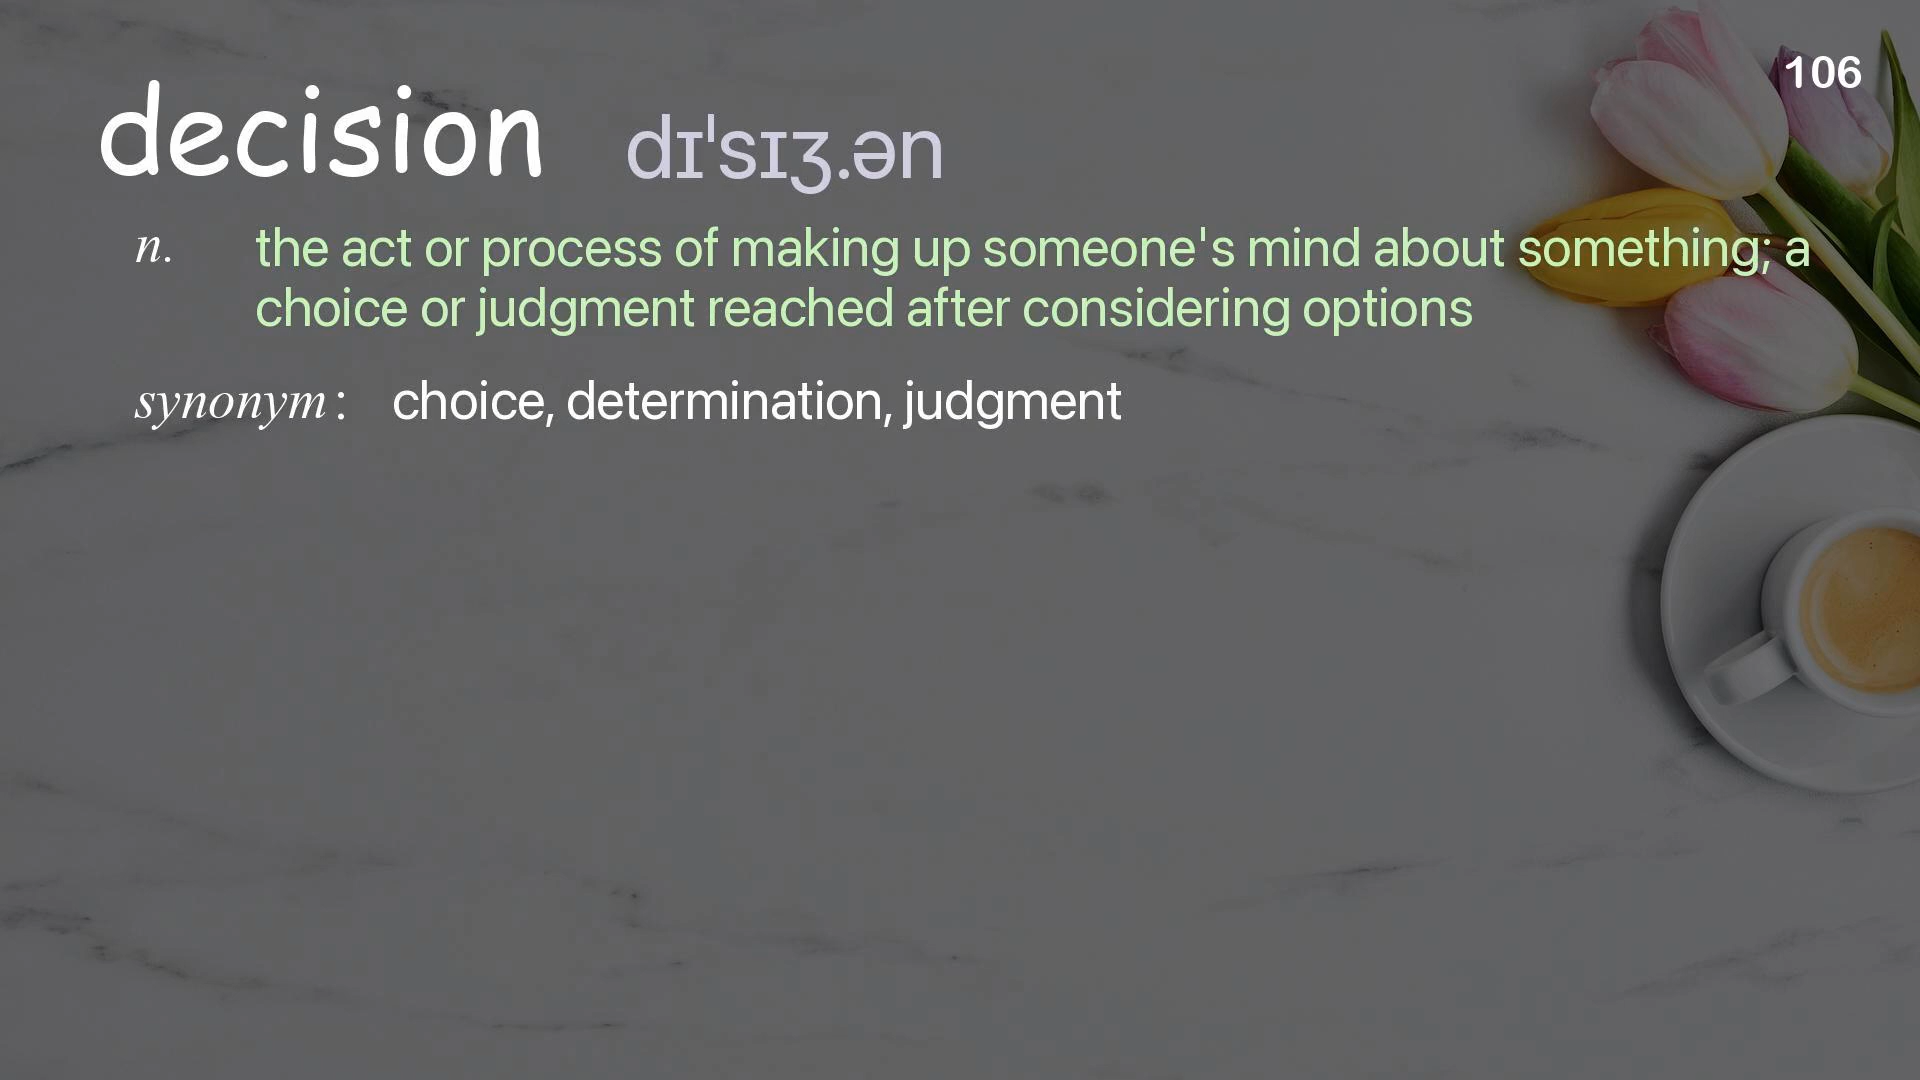 106
decision dɪˈsɪʒ.ən
n. the act or process of making up someone's mind about something; a
choice or judgment reached after considering options
synonym: choice, determination, judgment